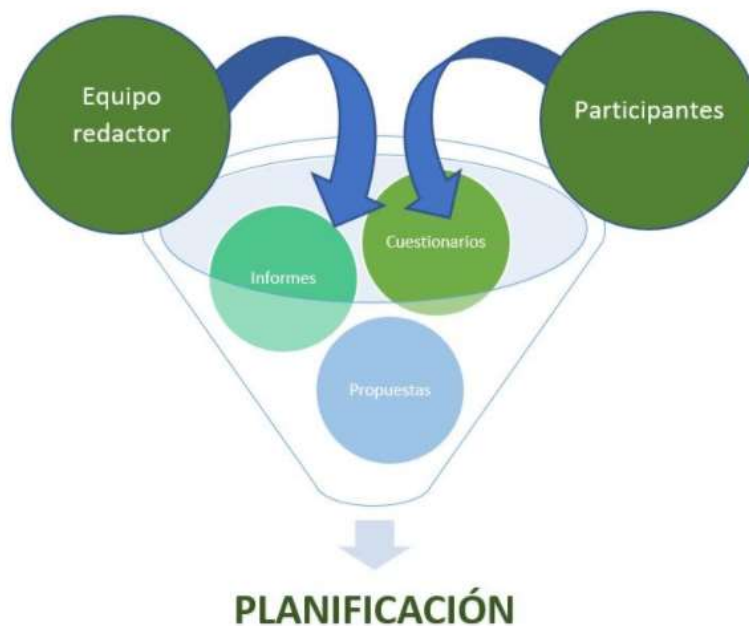 Equipo
redactor
Participantes
Cuestionarios
Informes
Propuestas
PLANIFICACIÓN